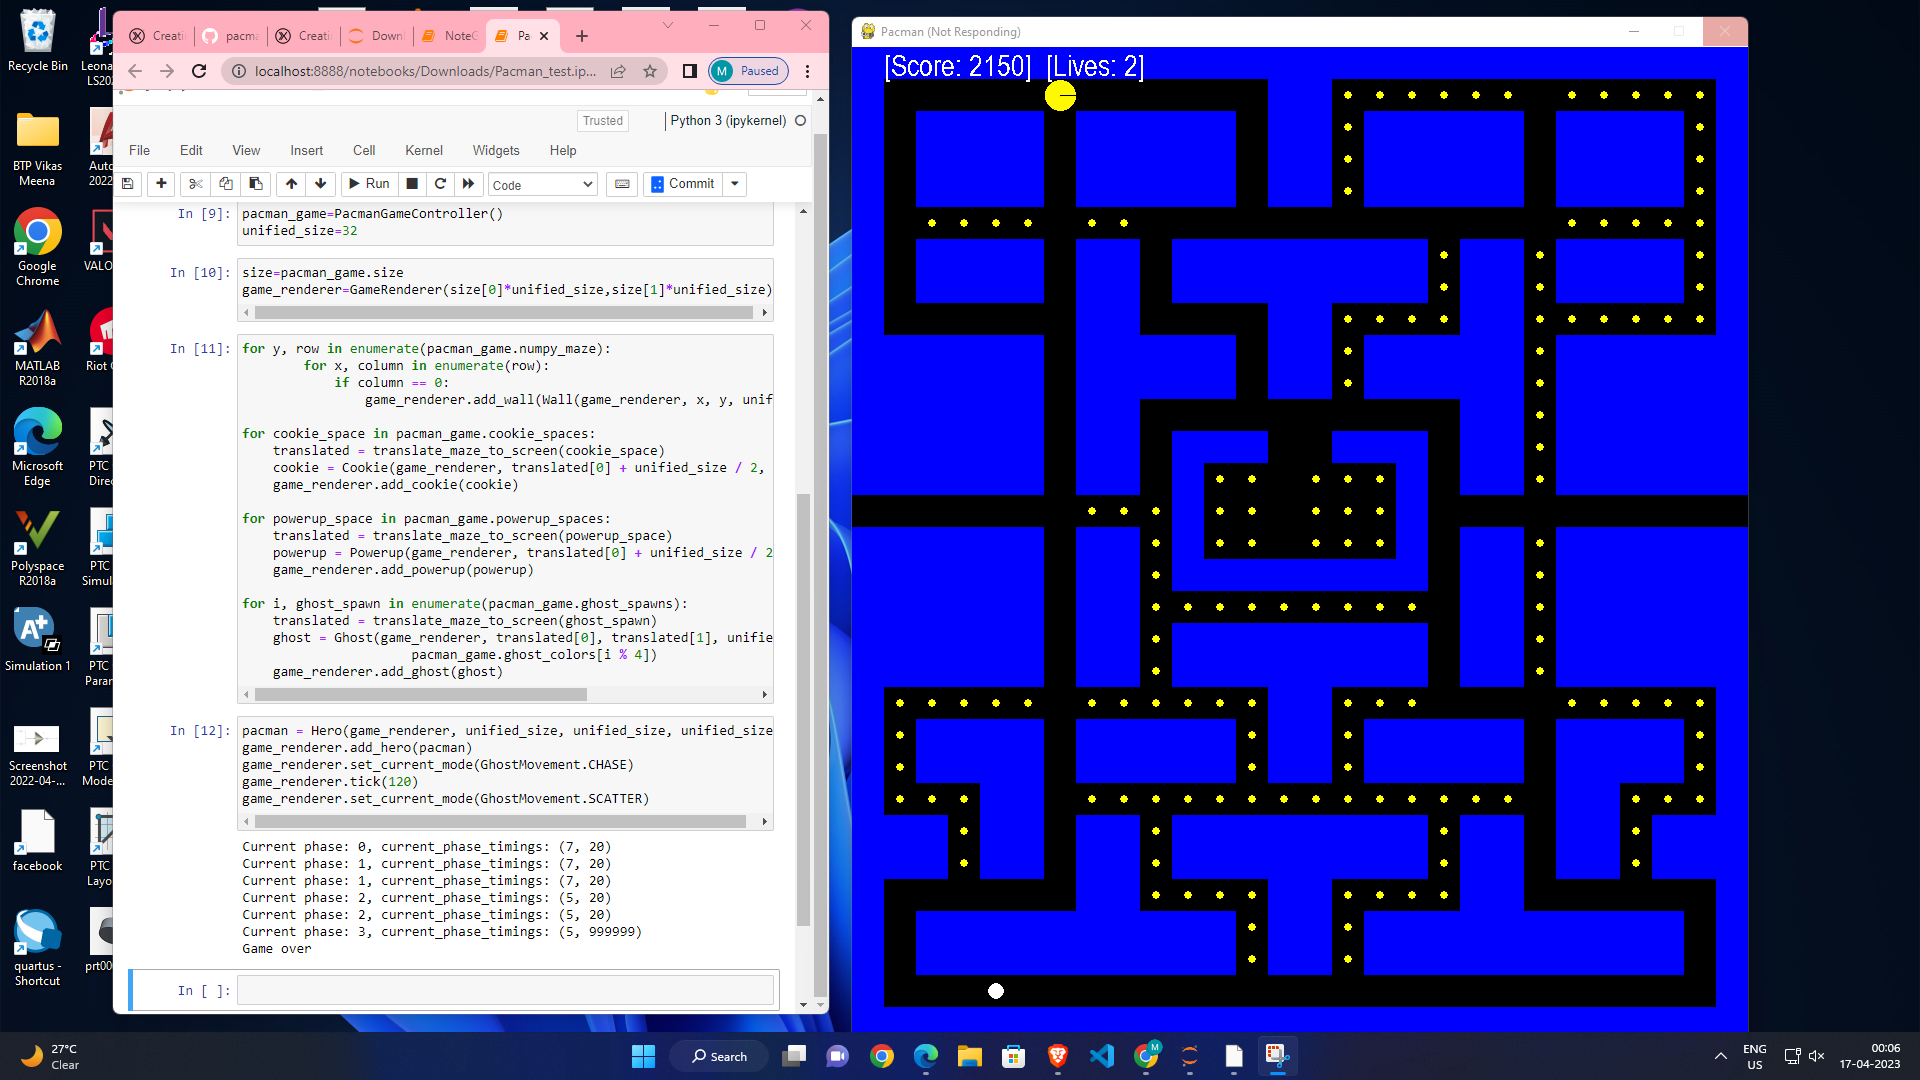 Recycle Bin
Leona
LS202
BTP Vikas
Meena
Auto
2022
Google
Chrome
VALO
MATLAB
R2018a
Riot
Microsoft
Edge
PTC
Direc
Polyspace
R2018a
PTC
Simul
Simulation 1
PTC
Param
Screenshot
2022-04-...
PTC
Mode
facebook
PTC
Layo
quartus -
Shortcut
prt00
Creati
pacma
Creati
Down
NoteG
Pa
localhost:8888/notebooks/Downloads/Pacman_test.ip...
M Paused
Trusted
Python 3 (ipykernel)
File Edit View Insert Cell Kernel Widgets Help
Run
Code
Commit
In [9]: pacman_game=PacmanGameController()
unified_size=32
In [10]: size=pacman_game.size
game_renderer=GameRenderer(size[0]*unified_size,size[1]*unified_size)
In [11]: for y, row in enumerate(pacman_game.numpy_maze):
for x, column in enumerate(row):
if column == 0:
game_renderer.add_wall(Wall(game_renderer, x, y, unif
for cookie_space in pacman_game.cookie_spaces:
translated = translate_maze_to_screen(cookie_space)
cookie = Cookie(game_renderer, translated[0] + unified_size / 2,
game_renderer.add_cookie(cookie)
for powerup_space in pacman_game.powerup_spaces:
translated = translate_maze_to_screen(powerup_space)
powerup = Powerup(game_renderer, translated[0] + unified_size / 2
game_renderer.add_powerup(powerup)
for i, ghost_spawn in enumerate(pacman_game.ghost_spawns):
translated = translate_maze_to_screen(ghost_spawn)
ghost = Ghost(game_renderer, translated[0], translated[1], unifie
pacman_game.ghost_colors[i % 4])
game_renderer.add_ghost(ghost)
In [12]: pacman = Hero(game_renderer, unified_size, unified_size, unified_size
game_renderer.add_hero(pacman)
game_renderer.set_current_mode(GhostMovement.CHASE)
game_renderer.tick(120)
game_renderer.set_current_mode(GhostMovement.SCATTER)
Current phase: 0, current_phase_timings: (7, 20)
Current phase: 1, current_phase_timings: (7, 20)
Current phase: 1, current_phase_timings: (7, 20)
Current phase: 2, current_phase_timings: (5, 20)
Current phase: 2, current_phase_timings: (5, 20)
Current phase: 3, current_phase_timings: (5, 999999)
Game over
In [ ]:
Pacman (Not Responding)
[Score: 2150] [Lives: 2]
27°C
Clear
Search
ENG
US
00:06
17-04-2023